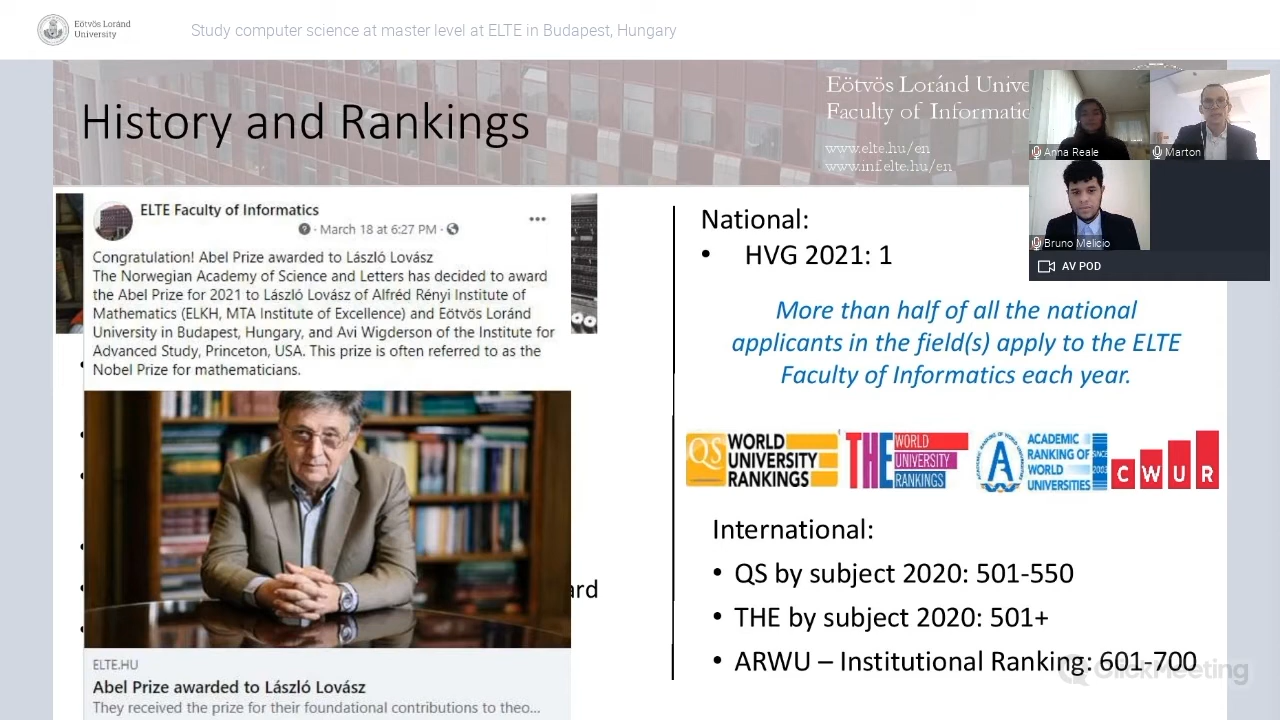 Eötvös Loránd
University
Study computer science at master level at ELTE in Budapest, Hungary
History and Rankings
Eötvös Loránd
Faculty of
www.elte.hu/en
www.inf.elte.hu/en
Anna Reale
Marton
Bruno Melicio
AV POD
ELTE Faculty of Informatics
March 18 at 6:27 PM
Congratulation! Abel Prize awarded to László Lovász
The Norwegian Academy of Science and Letters has decided to award
the Abel Prize for 2021 to László Lovász of Alfréd Rényi Institute of
Mathematics (ELKH, MTA Institute of Excellence) and Eötvös Loránd
University in Budapest, Hungary, and Avi Wigderson of the Institute for
Advanced Study, Princeton, USA. This prize is often referred to as the
Nobel Prize for mathematicians.
ELTE.HU
Abel Prize awarded to László Lovász
They received the prize for their foundational contributions to theo...
National:
• HVG 2021: 1
More than half of all the national
applicants in the field(s) apply to the ELTE
Faculty of Informatics each year.
QS WORLD
UNIVERSITY
RANKINGS
THE WORLD
UNIVERSITY
RANKINGS
ACADEMIC
RANKING OF
WORLD
UNIVERSITIES
SINCE
2003
CWUR
International:
• QS by subject 2020: 501-550
• THE by subject 2020: 501+
• ARWU – Institutional Ranking: 601-700
ClickMeeting